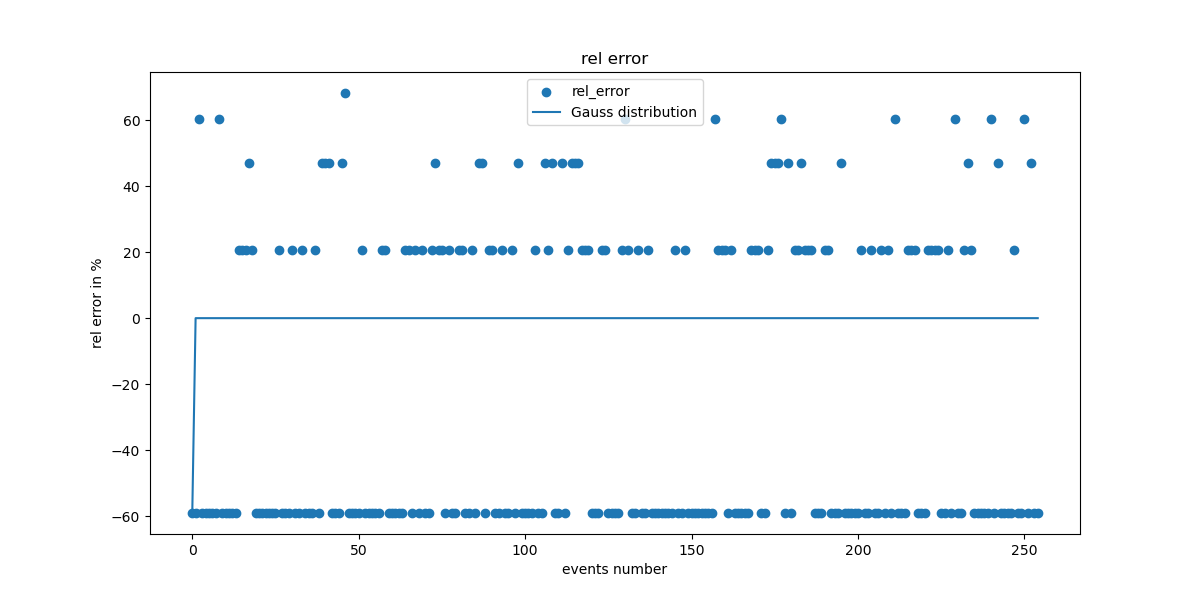 rel error
rel_error
Gauss distribution
rel error in %
60
40
20
0
−20
−40
−60
0
50
100
150
200
250
events number